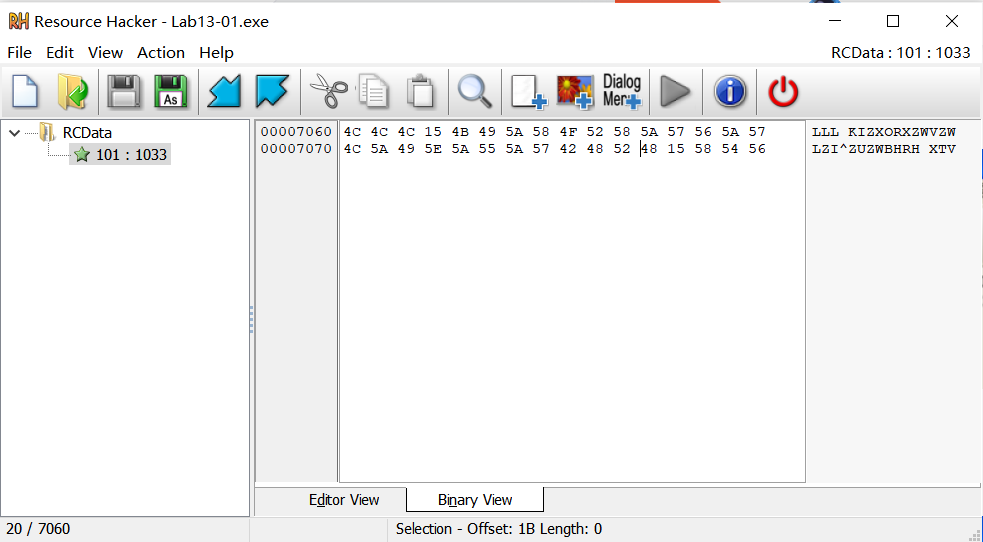 Resource Hacker - Lab13-01.exe
File Edit View Action Help RCData : 101 : 1033
As Dialog Mer
RCData
101 : 1033
00007060 4C 4C 4C 15 4B 49 5A 58 4F 52 58 5A 57 56 5A 57 LLL KIZXORXZWVZW
00007070 4C 5A 49 5E 5A 55 5A 57 42 48 52 48 15 58 54 56 LZI^ZUZWBHRH XTV
Editor View Binary View
20 / 7060 Selection - Offset: 1B Length: 0